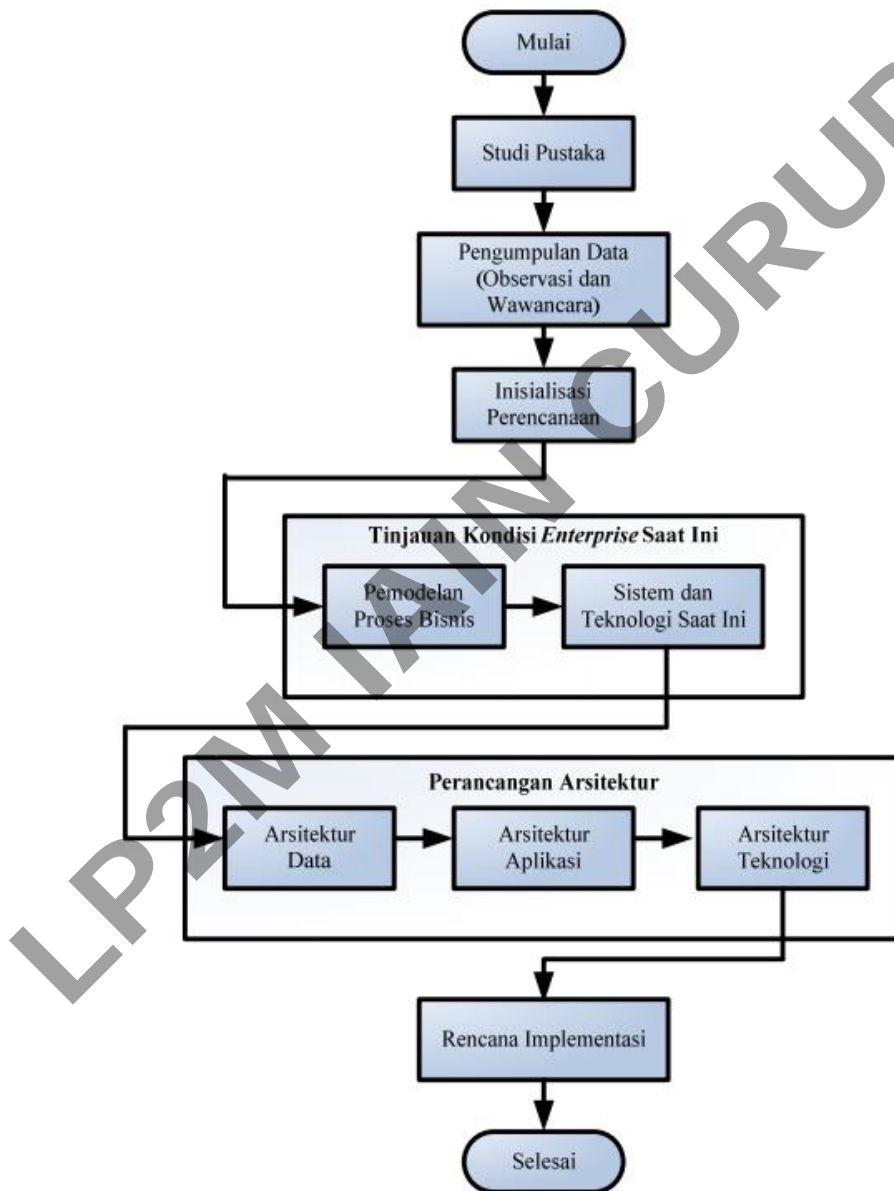 Mulai
Studi Pustaka
Pengumpulan Data
(Observasi dan
Wawancara)
Inisialisasi
Perencanaan
Tinjauan Kondisi Enterprise Saat Ini
Pemodelan
Proses Bisnis
Sistem dan
Teknologi Saat Ini
Perancangan Arsitektur
Arsitektur
Data
Arsitektur
Aplikasi
Arsitektur
Teknologi
Rencana Implementasi
Selesai
LP2M IAIN